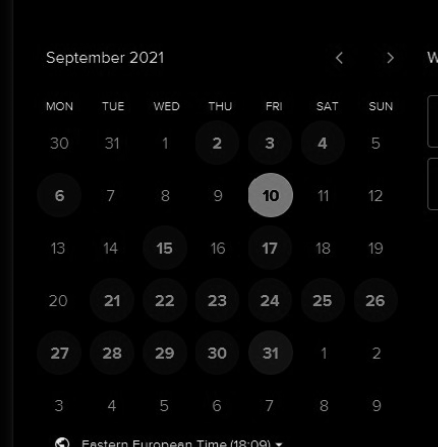 September 2021 < > W
MON TUE WED THU FRI SAT SUN
30 31 1 2 3 4 5
6 7 8 9 10 11 12
13 14 15 16 17 18 19
20 21 22 23 24 25 26
27 28 29 30 31 1 2
3 4 5 6 7 8 9
Eastern European Time (18:09)